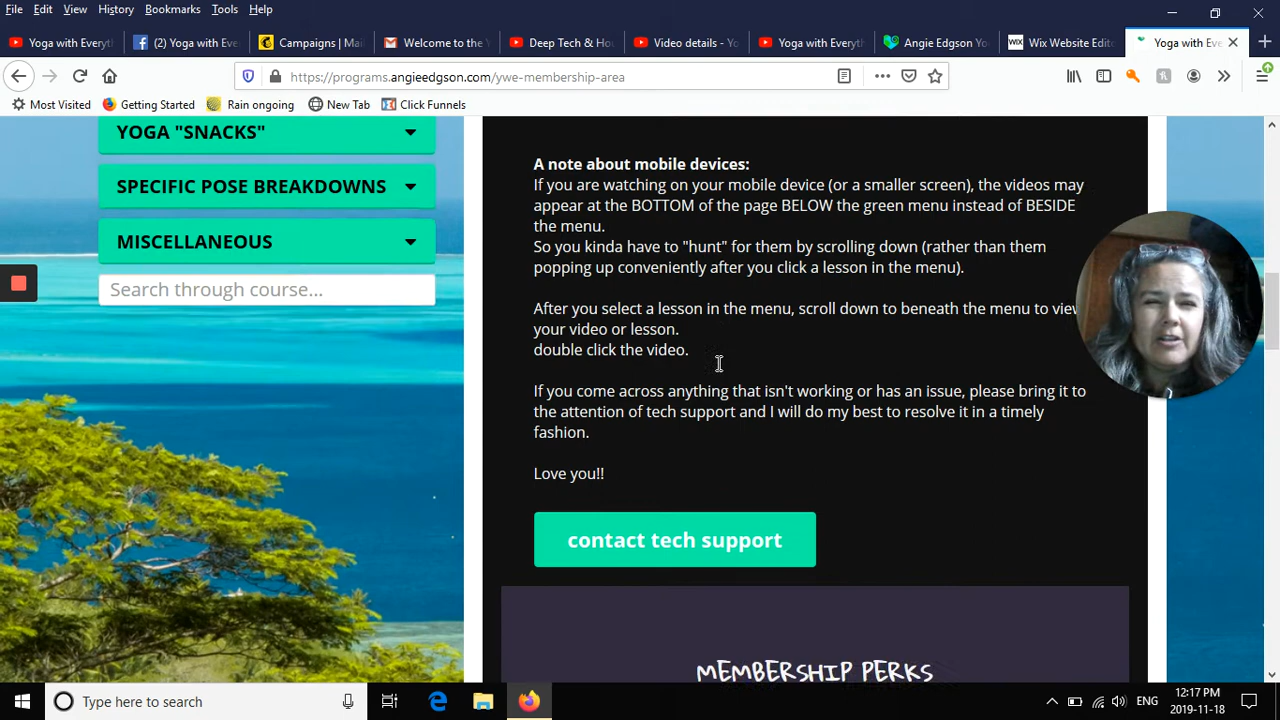 File Edit View History Bookmarks Tools Help
Yoga with Everyth
(2) Yoga with Eve
Campaigns | Mai
Welcome to the Y
Deep Tech & Hou
Video details - Yo
Yoga with Everyth
Angie Edgson Yo
WIX Wix Website Edito
Yoga with Eve
https://programs.angieedgson.com/ywe-membership-area
Most Visited Getting Started Rain ongoing New Tab Click Funnels
YOGA "SNACKS"
SPECIFIC POSE BREAKDOWNS
MISCELLANEOUS
Search through course...
A note about mobile devices:
If you are watching on your mobile device (or a smaller screen), the videos may
appear at the BOTTOM of the page BELOW the green menu instead of BESIDE
the menu.
So you kinda have to "hunt" for them by scrolling down (rather than them
popping up conveniently after you click a lesson in the menu).
After you select a lesson in the menu, scroll down to beneath the menu to view
your video or lesson.
double click the video.
If you come across anything that isn't working or has an issue, please bring it to
the attention of tech support and I will do my best to resolve it in a timely
fashion.
Love you!!
contact tech support
MEMBERSHIP PERKS
Type here to search
ENG
12:17 PM
2019-11-18